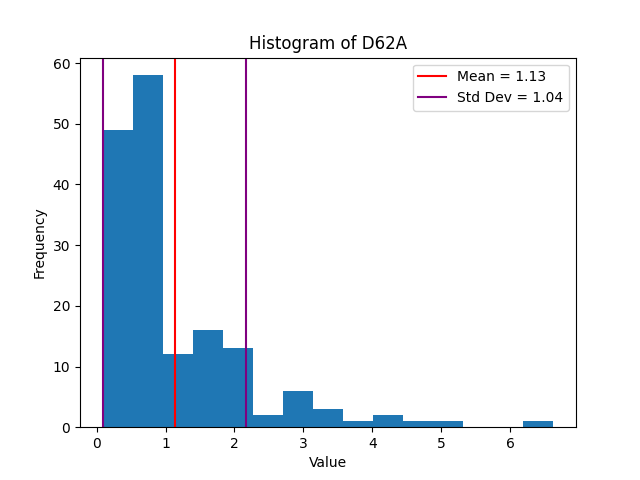 Histogram of D62A
Mean = 1.13
Std Dev = 1.04
60
50
40
30
20
10
0
Frequency
0 1 2 3 4 5 6
Value